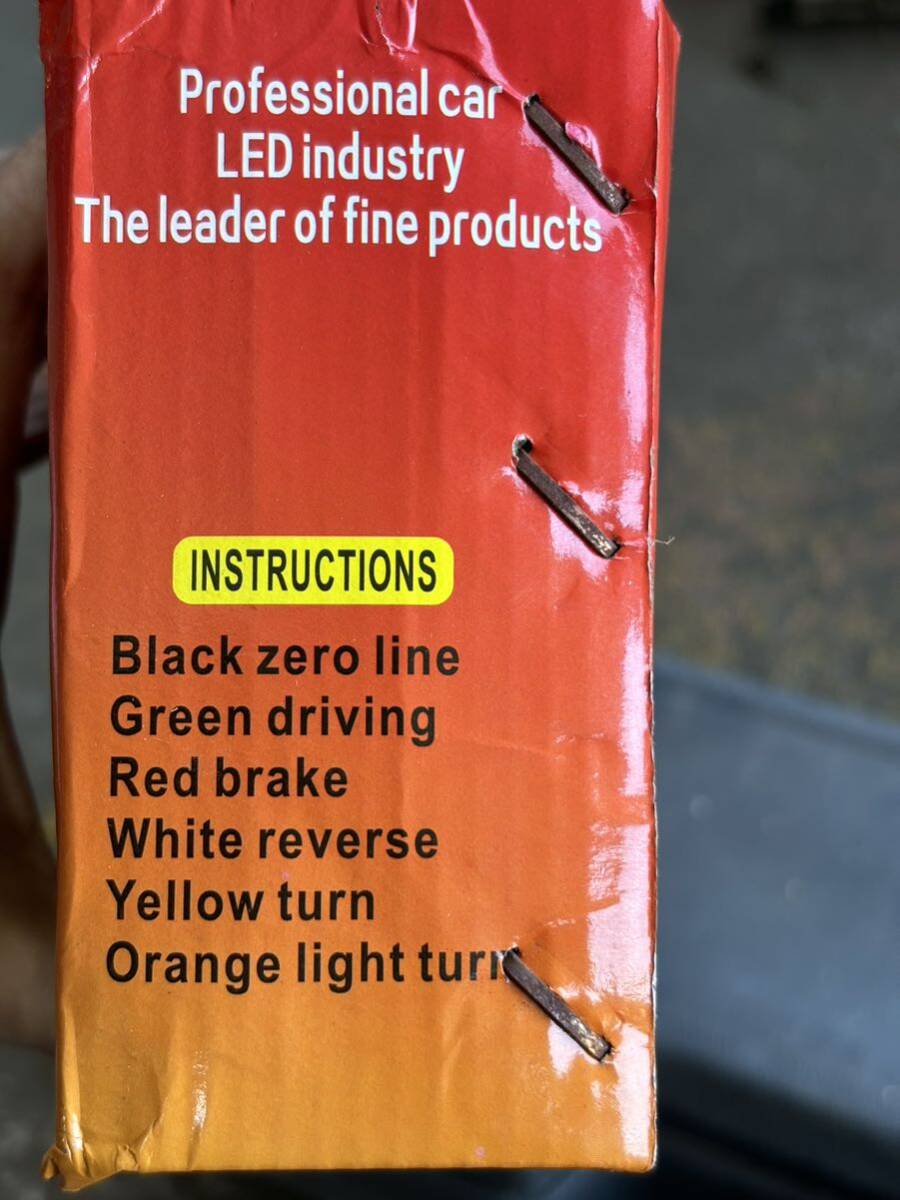 Professional car
LED industry
The leader of fine products
INSTRUCTIONS
Black zero line
Green driving
Red brake
White reverse
Yellow turn
Orange light turn